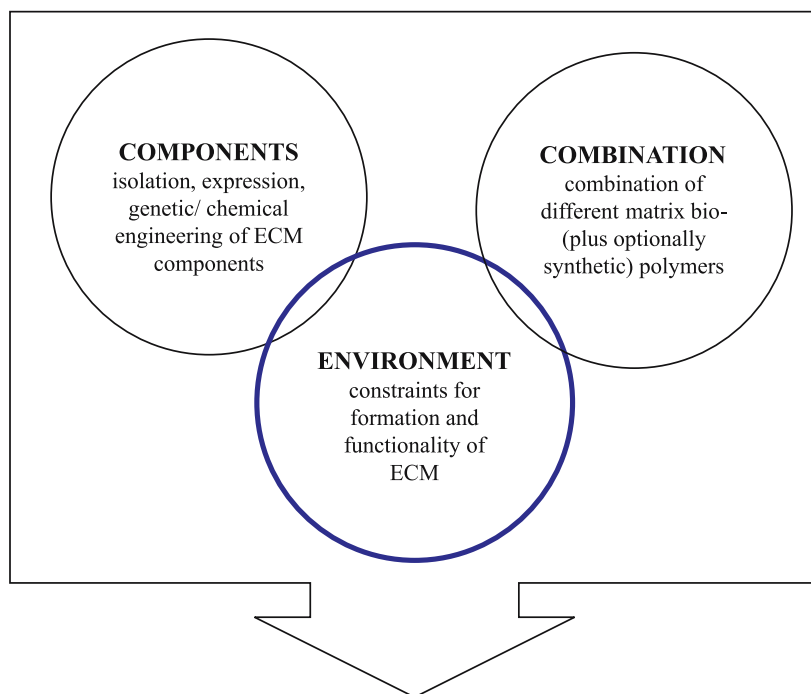 COMPONENTS
isolation, expression,
genetic/ chemical
engineering of ECM
components
COMBINATION
combination of
different matrix bio-
(plus optionally
synthetic) polymers
ENVIRONMENT
constraints for
formation and
functionality of
ECM